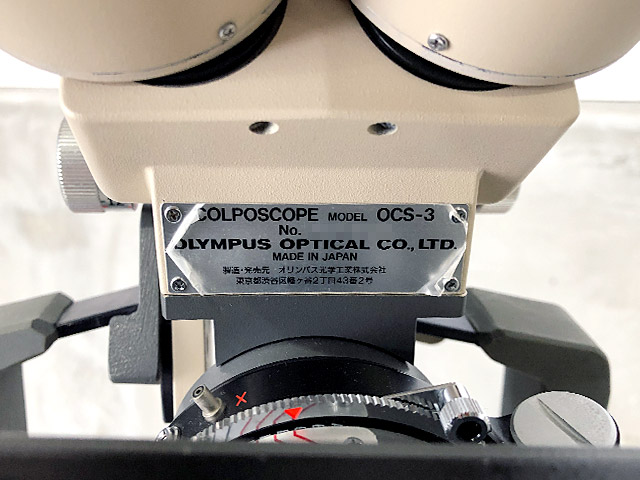 COLPOSCOPE MODEL OCS-3
No.
OLYMPUS OPTICAL CO., LTD.
MADE IN JAPAN
製造・発売元 オリンパス光学工業株式会社
東京都渋谷区幡ヶ谷2丁目43番2号
X